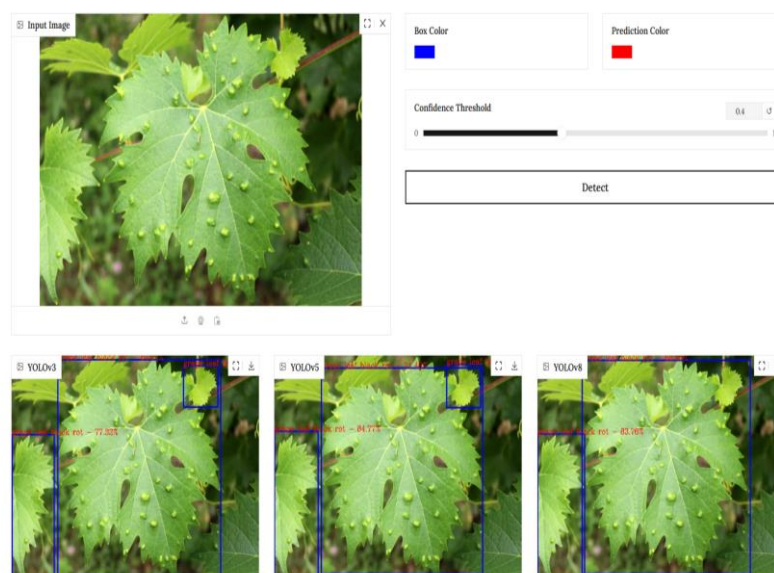 Input Image
Box Color
Prediction Color
Confidence Threshold
0.4
0
Detect
YOLOv3
YOLOv5
YOLOv8
rot - 77.32%
rot - 84.77%
rot - 83.76%